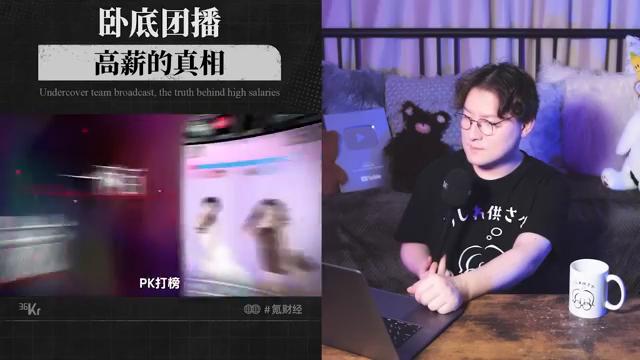 卧底团播
高薪的真相
Undercover team broadcast, the truth behind high salaries
PK打榜
36Kr
#氪财经
YouTube